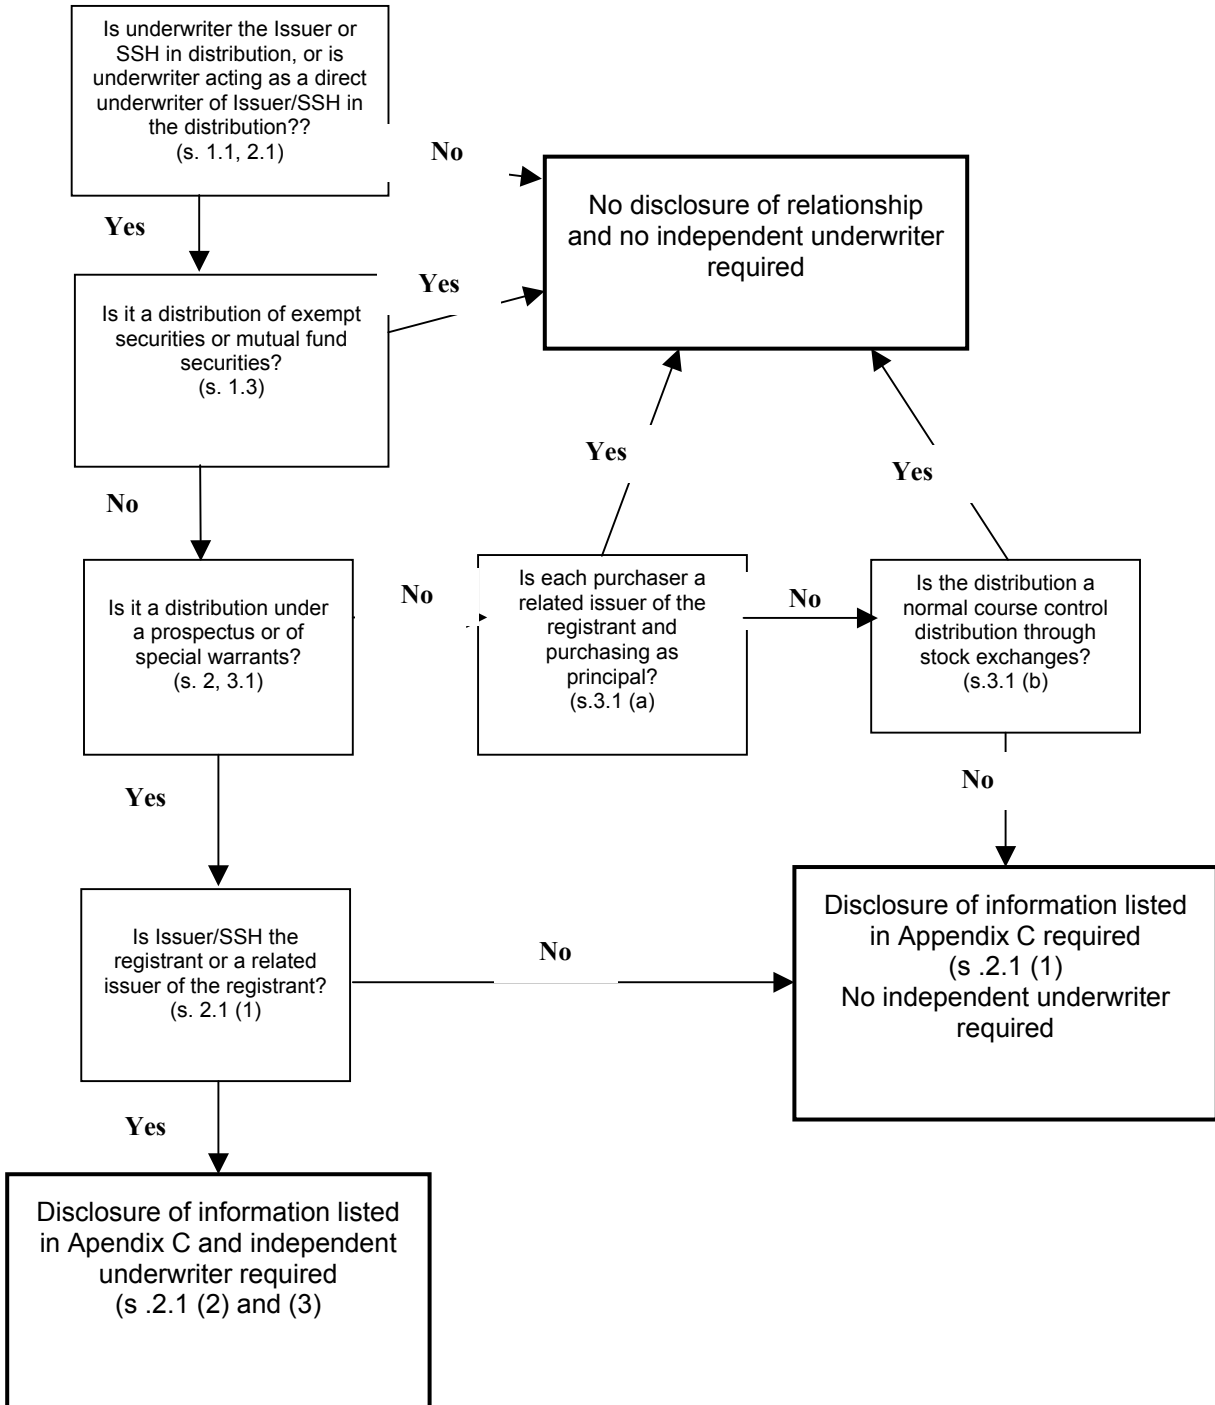 Is underwriter the Issuer or
SSH in distribution, or is
underwriter acting as a direct
underwriter of Issuer/SSH in
the distribution??
(s. 1.1, 2.1)
No
No disclosure of relationship
and no independent underwriter
required
Yes
Is it a distribution of exempt
securities or mutual fund
securities?
(s. 1.3)
Yes
Yes
Yes
No
Is it a distribution under
a prospectus or of
special warrants?
(s. 2, 3.1)
No
Is each purchaser a
related issuer of the
registrant and
purchasing as
principal?
(s.3.1 (a)
No
Is the distribution a
normal course control
distribution through
stock exchanges?
(s.3.1 (b)
No
Yes
Is Issuer/SSH the
registrant or a related
issuer of the registrant?
(s. 2.1 (1)
No
Disclosure of information listed
in Appendix C required
(s .2.1 (1)
No independent underwriter
required
Yes
Disclosure of information listed
in Apendix C and independent
underwriter required
(s .2.1 (2) and (3)